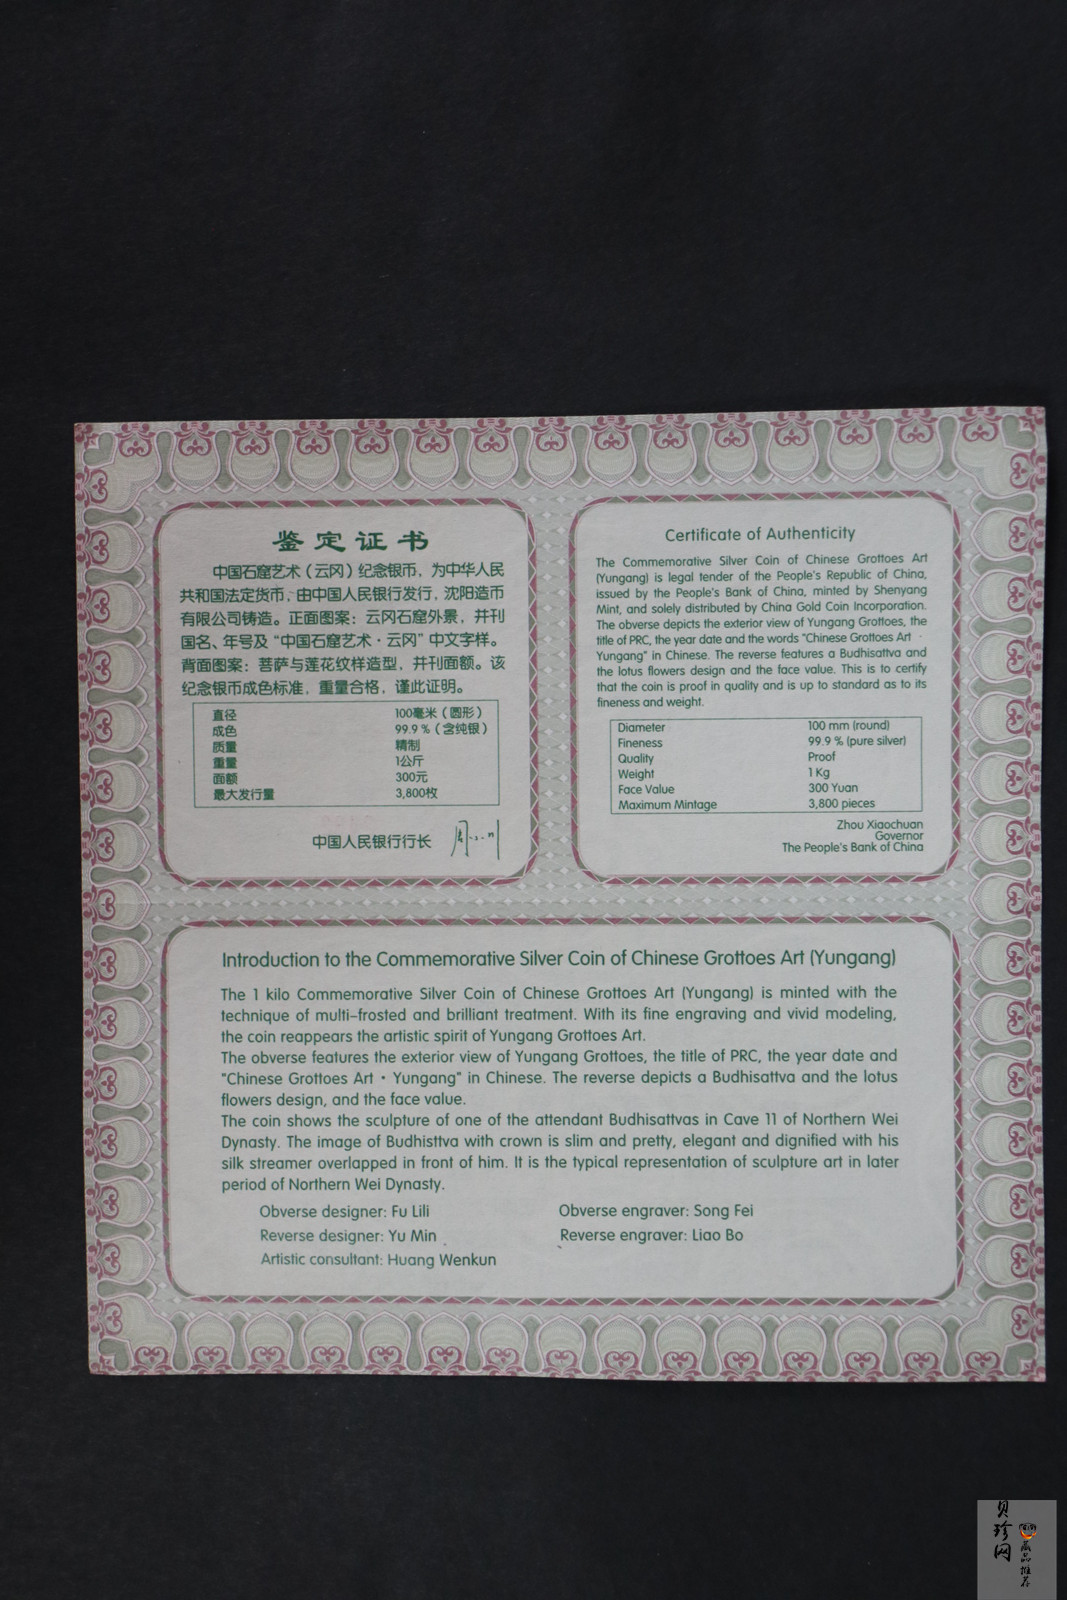 鉴定证书
中国石窟艺术（云冈）纪念银币，为中华人民
共和国法定货币，由中国人民银行发行，沈阳造币
有限公司铸造。正面图案：云冈石窟外景，并刊
国名、年号及“中国石窟艺术·云冈”中文字样。
背面图案：菩萨与莲花纹样造型，并刊面额。该
纪念银币成色标准，重量合格，谨此证明。
直径 100毫米（圆形）
成色 99.9％（含纯银）
质量 精制
重量 1公斤
面额 300元
最大发行量 3,800枚
中国人民银行行长
Certificate of Authenticity
The Commemorative Silver Coin of Chinese Grottoes Art
(Yungang) is legal tender of the People's Republic of China,
issued by the People's Bank of China, minted by Shenyang
Mint, and solely distributed by China Gold Coin Incorporation.
The obverse depicts the exterior view of Yungang Grottoes, the
title of PRC, the year date and the words "Chinese Grottoes Art ·
Yungang" in Chinese. The reverse features a Budhisattva and
the lotus flowers design and the face value. This is to certify
that the coin is proof in quality and is up to standard as to its
fineness and weight.
Diameter 100 mm (round)
Fineness 99.9 % (pure silver)
Quality Proof
Weight 1 Kg
Face Value 300 Yuan
Maximum Mintage 3,800 pieces
Zhou Xiaochuan
Governor
The People's Bank of China
Introduction to the Commemorative Silver Coin of Chinese Grottoes Art (Yungang)
The 1 kilo Commemorative Silver Coin of Chinese Grottoes Art (Yungang) is minted with the
technique of multi-frosted and brilliant treatment. With its fine engraving and vivid modeling,
the coin reappears the artistic spirit of Yungang Grottoes Art.
The obverse features the exterior view of Yungang Grottoes, the title of PRC, the year date and
"Chinese Grottoes Art · Yungang" in Chinese. The reverse depicts a Budhisattva and the lotus
flowers design, and the face value.
The coin shows the sculpture of one of the attendant Budhisattvas in Cave 11 of Northern Wei
Dynasty. The image of Budhisttva with crown is slim and pretty, elegant and dignified with his
silk streamer overlapped in front of him. It is the typical representation of sculpture art in later
period of Northern Wei Dynasty.
Obverse designer: Fu Lili Obverse engraver: Song Fei
Reverse designer: Yu Min Reverse engraver: Liao Bo
Artistic consultant: Huang Wenkun
贝珍网
藏品推荐